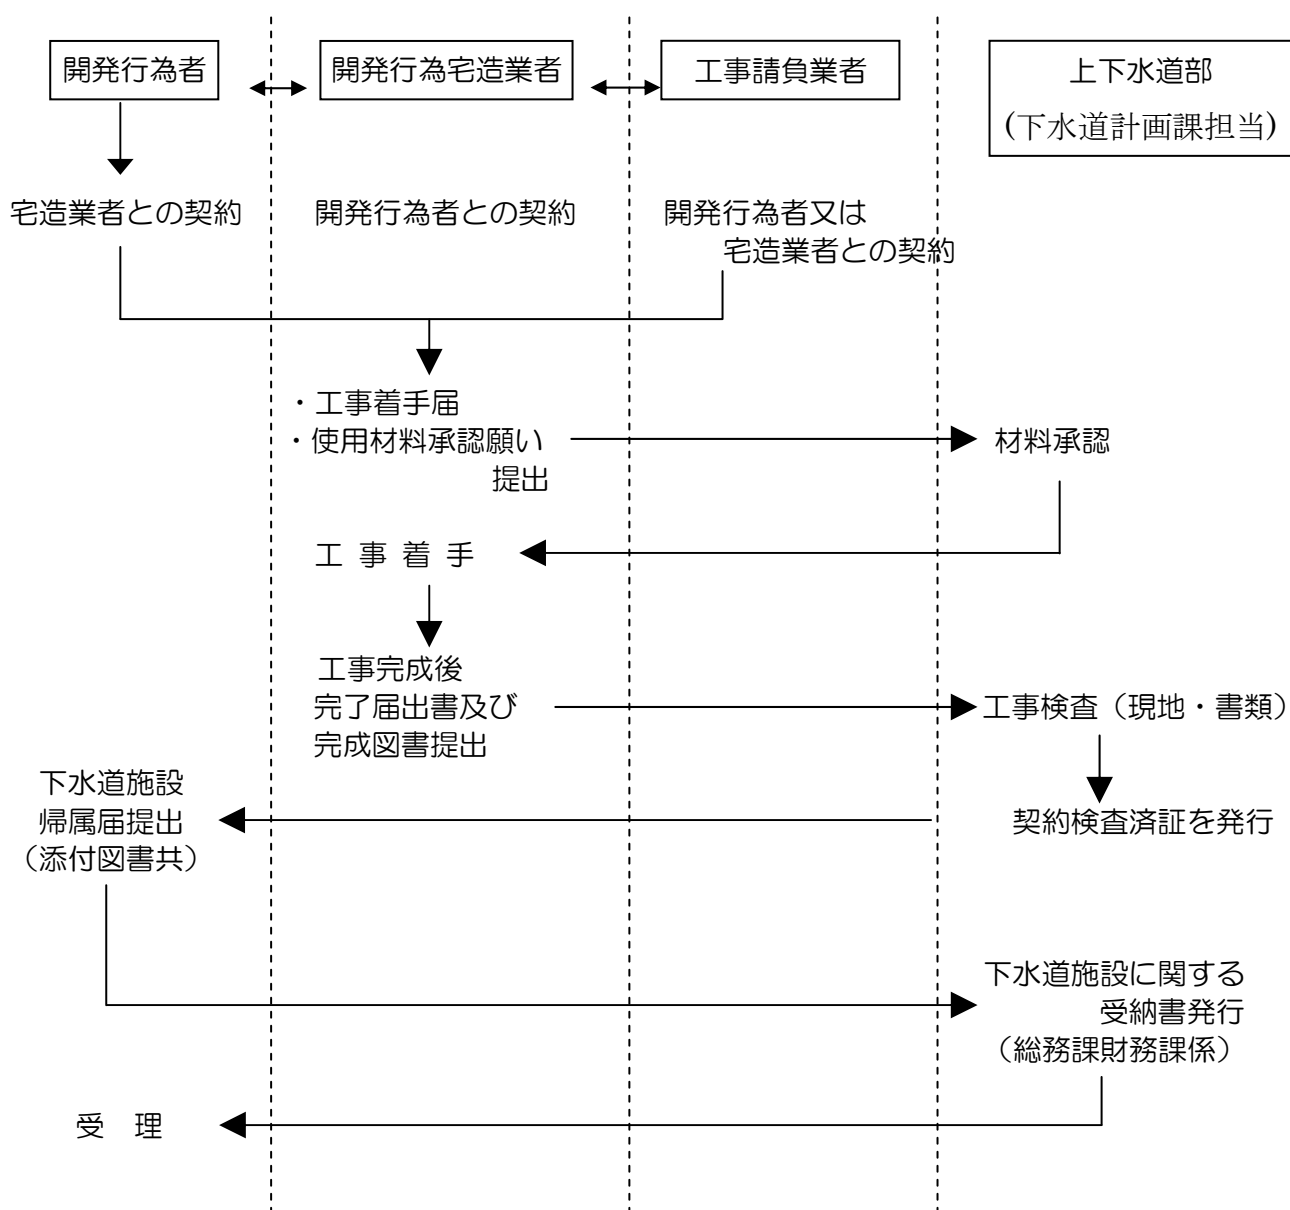 開発行為者
開発行為宅造業者
工事請負業者
上下水道部
(下水道計画課担当)
宅造業者との契約
開発行為者との契約
開発行為者又は
宅造業者との契約
・工事着手届
・使用材料承認願い
提出
材料承認
工 事 着 手
工事完成後
完了届出書及び
完成図書提出
工事検査（現地・書類）
契約検査済証を発行
下水道施設
帰属届提出
（添付図書共）
下水道施設に関する
受納書発行
（総務課財務課係）
受　理